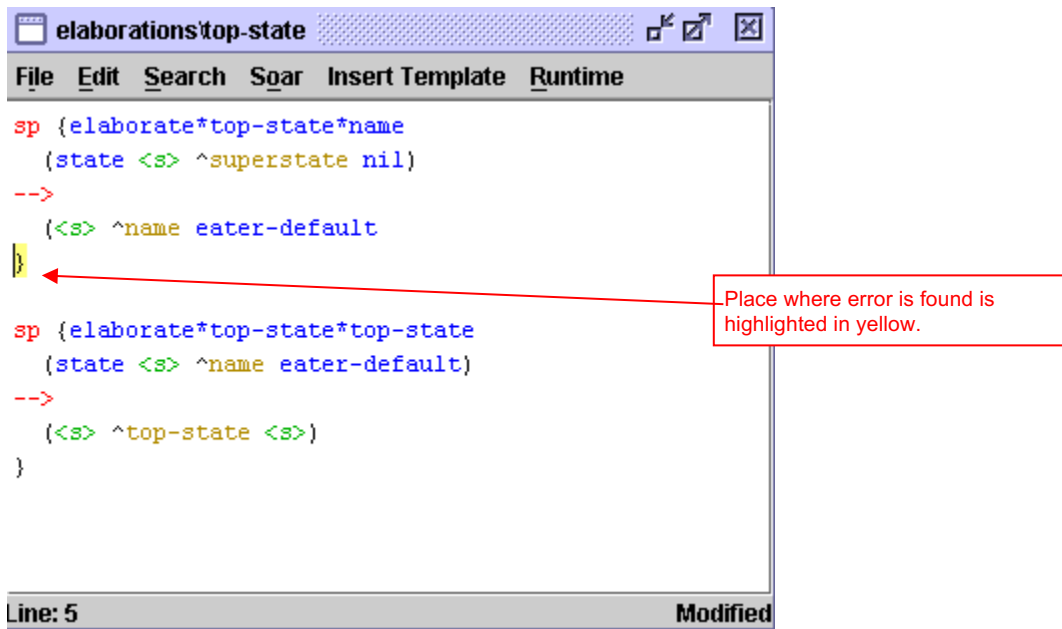 elaborations\top-state
File Edit Search Soar Insert Template Runtime
sp {elaborate*top-state*name
(state <s> ^superstate nil)
-->
(<s> ^name eater-default
}
Place where error is found is
highlighted in yellow.
sp {elaborate*top-state*top-state
(state <s> ^name eater-default)
-->
(<s> ^top-state <s>)
}
Line: 5 Modified